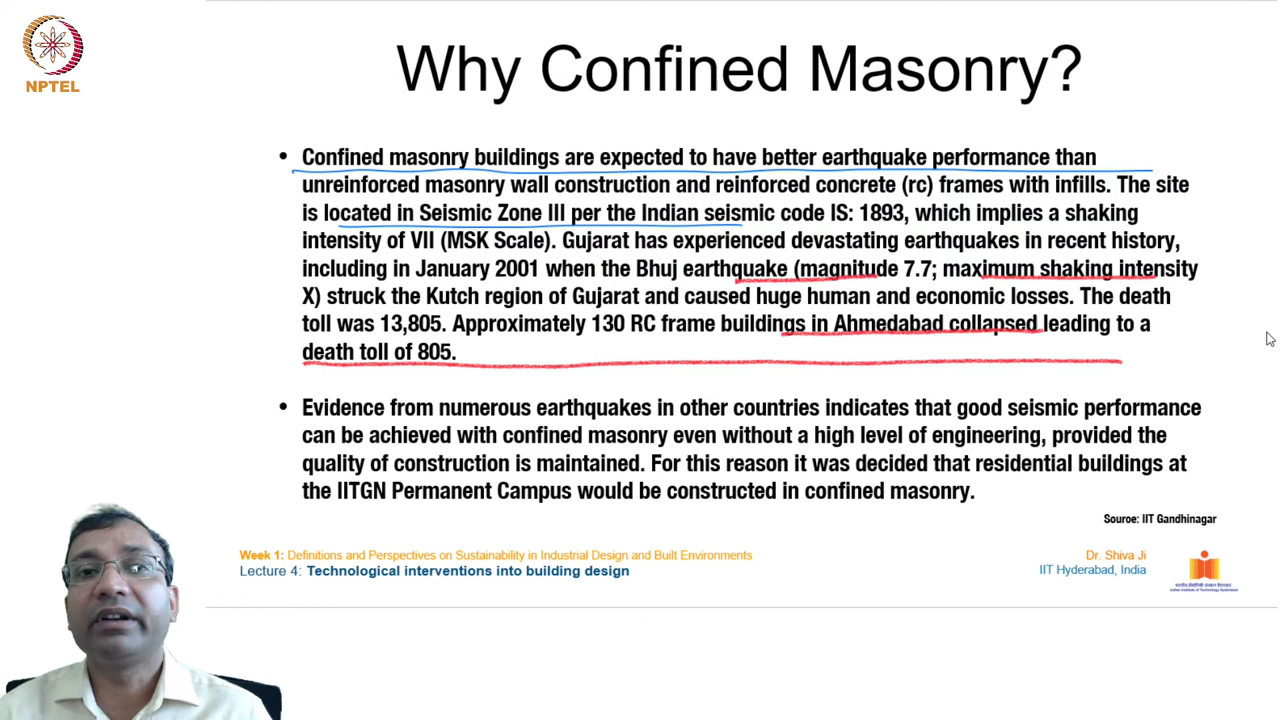 NPTEL
Why Confined Masonry?
• Confined masonry buildings are expected to have better earthquake performance than
unreinforced masonry wall construction and reinforced concrete (rc) frames with infills. The site
is located in Seismic Zone III per the Indian seismic code IS: 1893, which implies a shaking
intensity of VII (MSK Scale). Gujarat has experienced devastating earthquakes in recent history,
including in January 2001 when the Bhuj earthquake (magnitude 7.7; maximum shaking intensity
X) struck the Kutch region of Gujarat and caused huge human and economic losses. The death
toll was 13,805. Approximately 130 RC frame buildings in Ahmedabad collapsed leading to a
death toll of 805.
• Evidence from numerous earthquakes in other countries indicates that good seismic performance
can be achieved with confined masonry even without a high level of engineering, provided the
quality of construction is maintained. For this reason it was decided that residential buildings at
the IITGN Permanent Campus would be constructed in confined masonry.
Souroe: IIT Gandhinagar
Week 1: Definitions and Perspectives on Sustainability in Industrial Design and Built Environments
Lecture 4: Technological interventions into building design
Dr. Shiva Ji
IIT Hyderabad, India